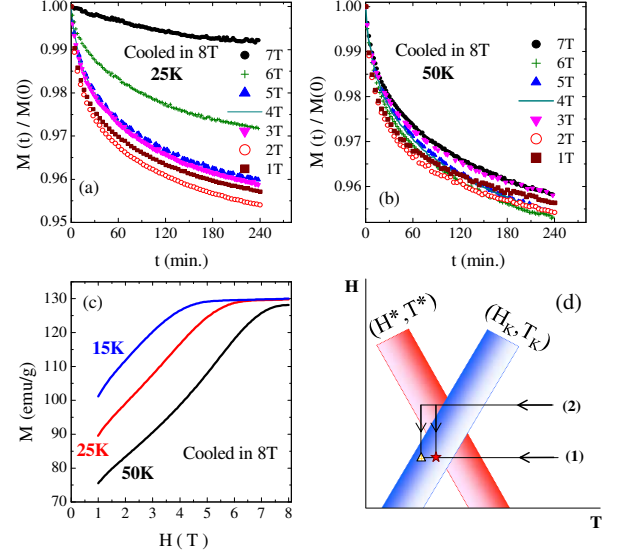 1.00
0.99
0.98
0.97
0.96
0.95
M (t) / M(0)
Cooled in 8T
25K
7T
6T
5T
4T
3T
2T
1T
(a)
0 60 120 180 240
t (min.)
1.00
0.99
0.98
0.97
0.96
M (t) / M(0)
Cooled in 8T
50K
7T
6T
5T
4T
3T
2T
1T
(b)
0 60 120 180 240
t (min.)
130
120
110
100
90
80
70
M (emu/g)
(c)
15K
25K
50K
Cooled in 8T
0 1 2 3 4 5 6 7 8
H ( T )
H
(H*,T*)
(H_K,T_K)
(d)
(2)
(1)
T